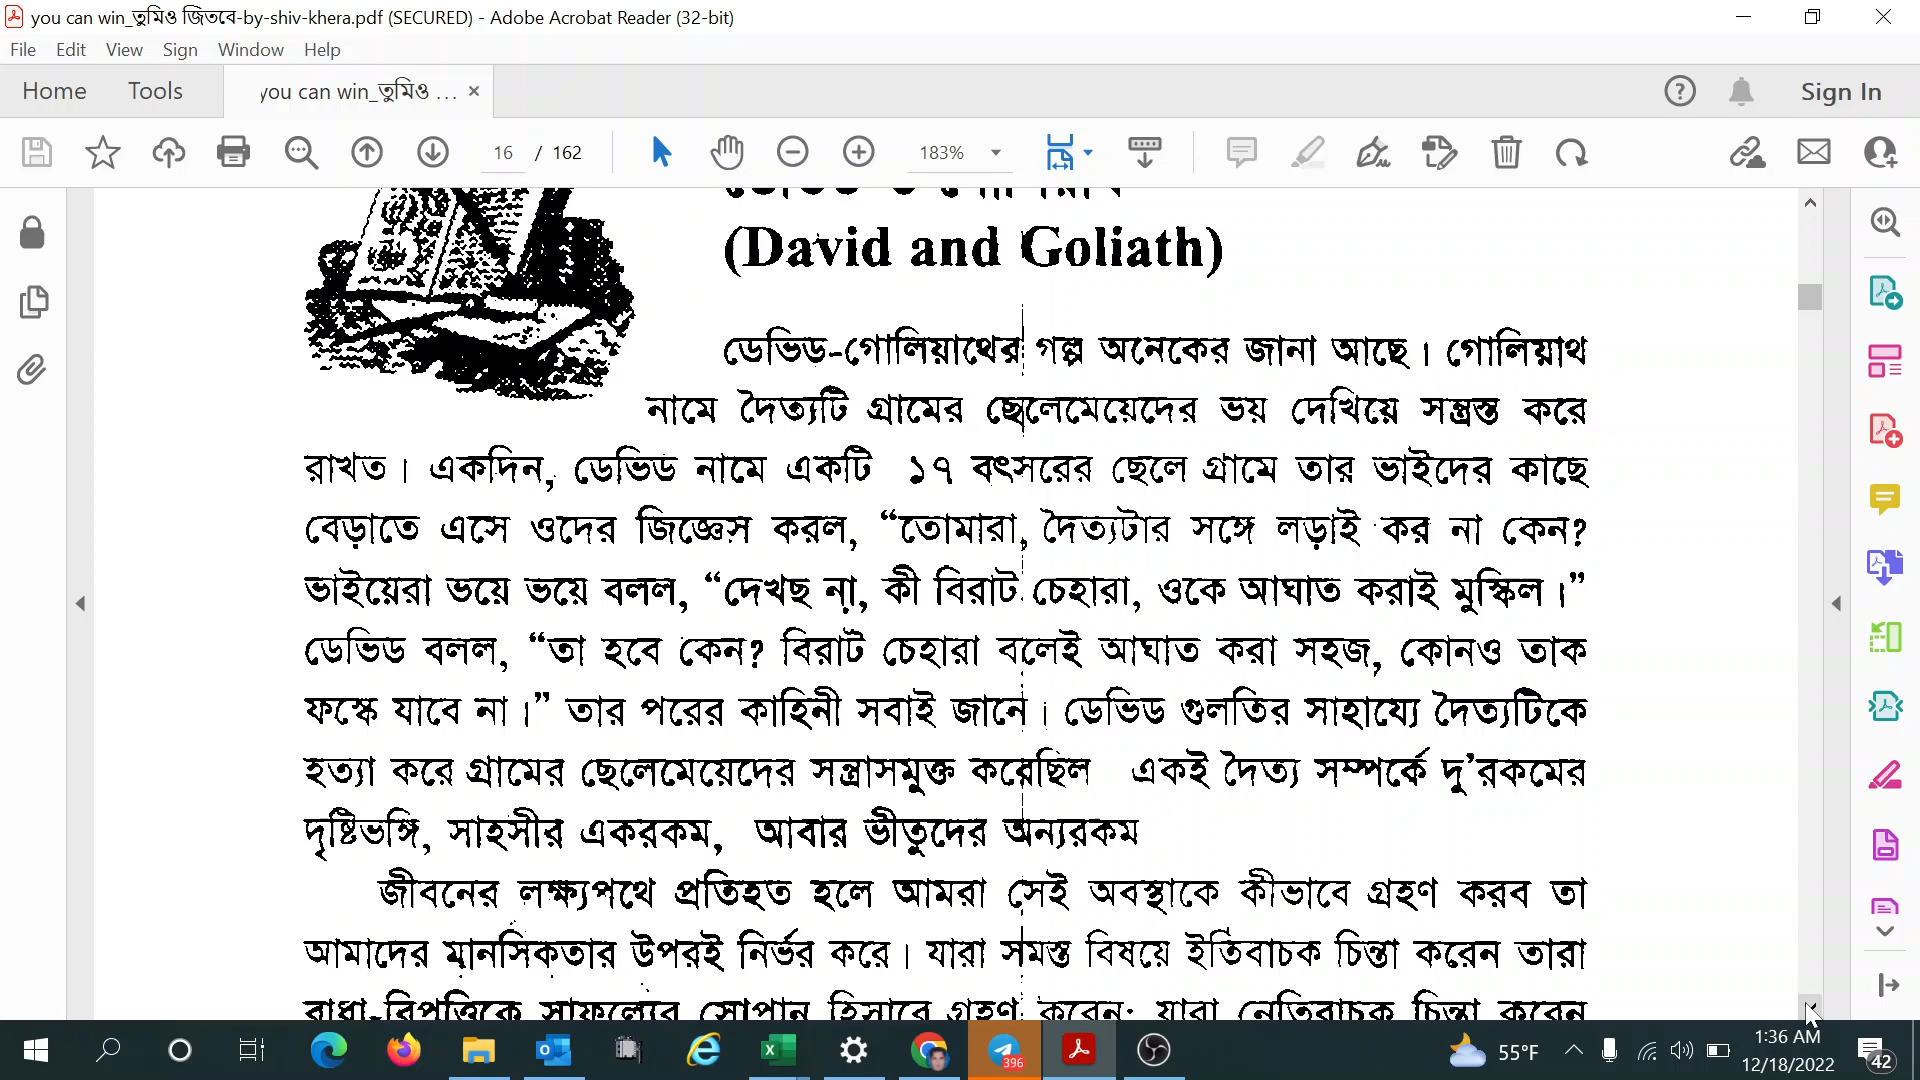 you can win_তুমিও জিতবে-by-shiv-khera.pdf (SECURED) - Adobe Acrobat Reader (32-bit)
File Edit View Sign Window Help
Home Tools you can win_তুমিও ... × Sign In
16 / 162 183%
(David and Goliath)
ডেভিড-গোলিয়াথের গল্প অনেকের জানা আছে। গোলিয়াথ
নামে দৈত্যটি গ্রামের ছেলেমেয়েদের ভয় দেখিয়ে সন্ত্রস্ত করে
রাখত। একদিন, ডেভিড নামে একটি ১৭ বৎসরের ছেলে গ্রামে তার ভাইদের কাছে
বেড়াতে এসে ওদের জিজ্ঞেস করল, “তোমারা, দৈত্যটার সঙ্গে লড়াই কর না কেন?
ভাইয়েরা ভয়ে ভয়ে বলল, “দেখছ না, কী বিরাট চেহারা, ওকে আঘাত করাই মুস্কিল।”
ডেভিড বলল, “তা হবে কেন? বিরাট চেহারা বলেই আঘাত করা সহজ, কোনও তাক
ফস্কে যাবে না।” তার পরের কাহিনী সবাই জানে। ডেভিড গুলতির সাহায্যে দৈত্যটিকে
হত্যা করে গ্রামের ছেলেমেয়েদের সন্ত্রাসমুক্ত করেছিল একই দৈত্য সম্পর্কে দু’রকমের
দৃষ্টিভঙ্গি, সাহসীর একরকম, আবার ভীতুদের অন্যরকম
জীবনের লক্ষ্যপথে প্রতিহত হলে আমরা সেই অবস্থাকে কীভাবে গ্রহণ করব তা
আমাদের মানসিকতার উপরই নির্ভর করে। যারা সমস্ত বিষয়ে ইতিবাচক চিন্তা করেন তারা
বাধা-বিপত্তিকে সাফল্যের সোপান হিসাবে গ্রহণ করেন; যারা নেতিবাচক চিন্তা করেন
396
55°F
1:36 AM
12/18/2022
42